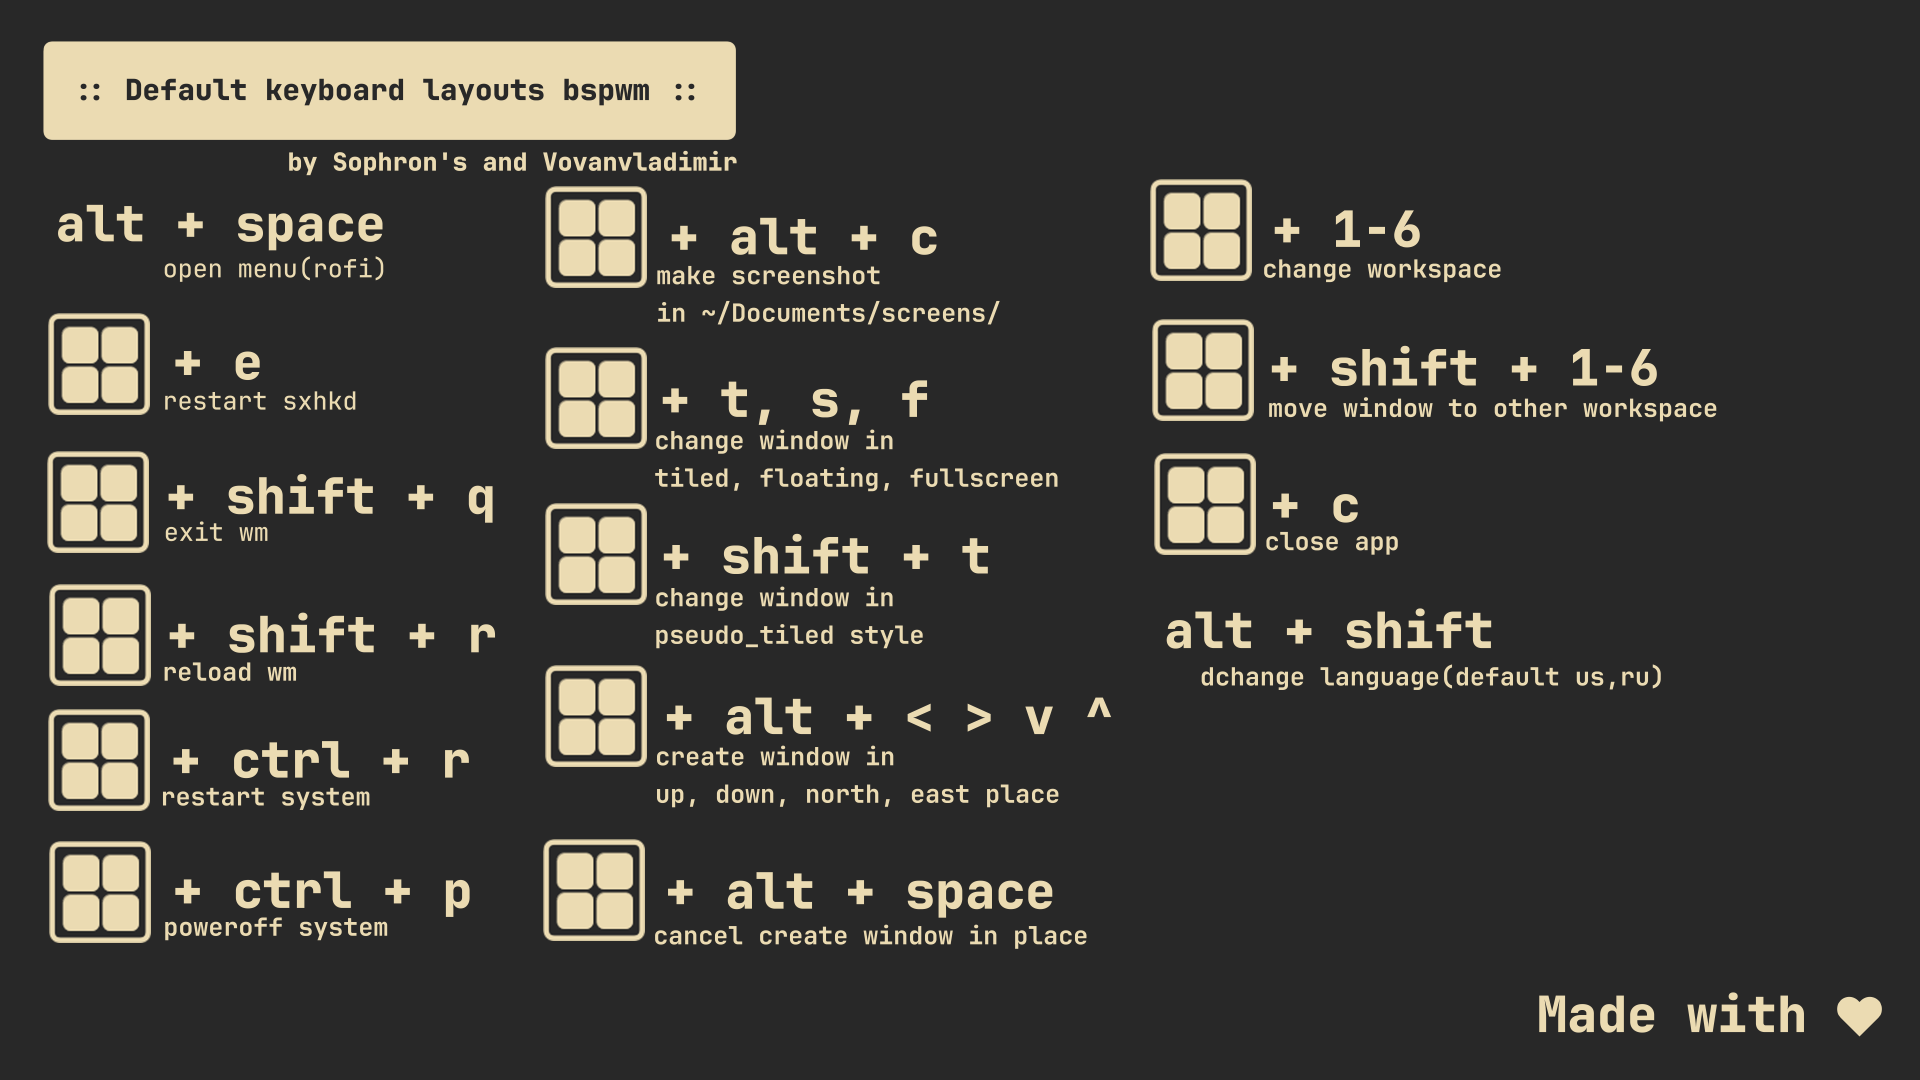 :: Default keyboard layouts bspwm ::
by Sophron's and Vovanvladimir
alt + space
open menu(rofi)
+ e
restart sxhkd
+ shift + q
exit wm
+ shift + r
reload wm
+ ctrl + r
restart system
+ ctrl + p
poweroff system
+ alt + c
make screenshot
in ~/Documents/screens/
+ t, s, f
change window in
tiled, floating, fullscreen
+ shift + t
change window in
pseudo_tiled style
+ alt + < > v ^
create window in
up, down, north, east place
+ alt + space
cancel create window in place
+ 1-6
change workspace
+ shift + 1-6
move window to other workspace
+ c
close app
alt + shift
dchange language(default us,ru)
Made with ♥